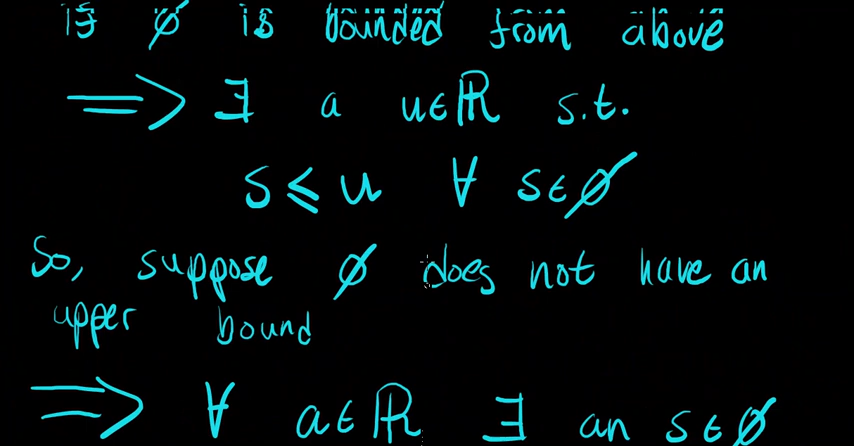 If ∅ is bounded from above
⟹ ∃ a u∈ℝ s.t.
s ≤ u ∀ s∈∅
So, suppose ∅ does not have an
upper bound
⟹ ∀ a∈ℝ ∃ an s∈∅